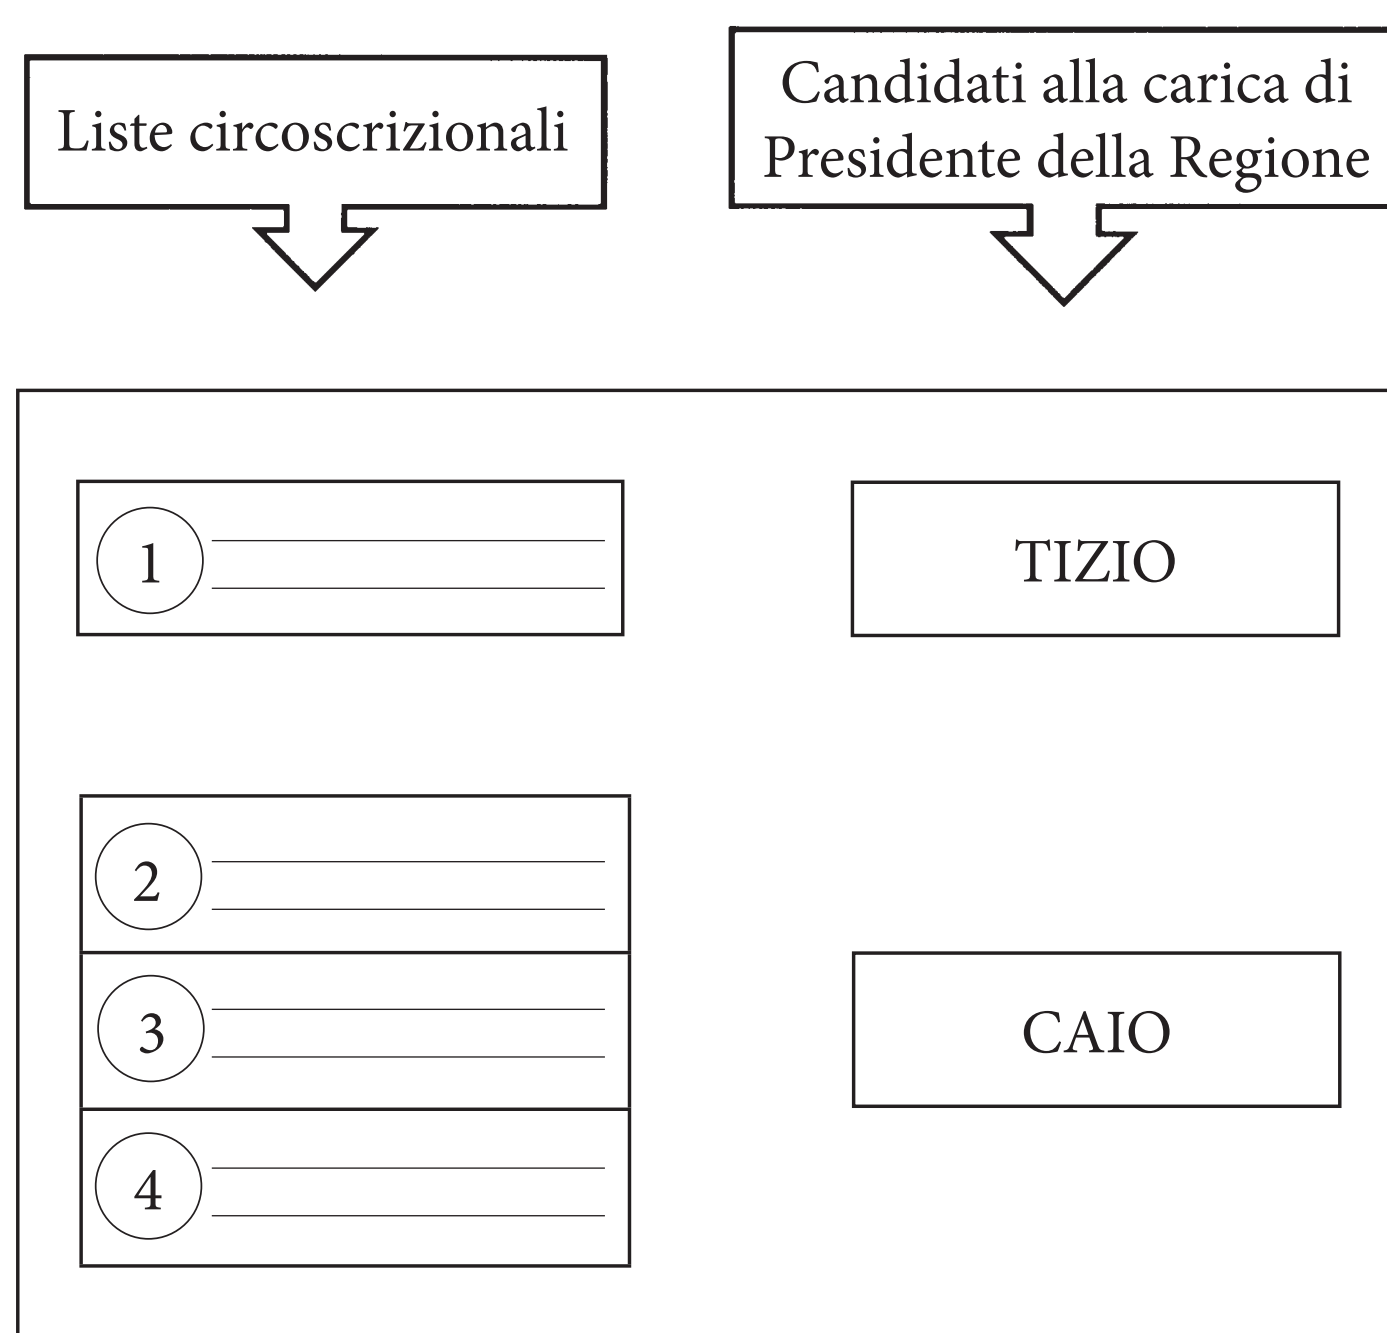 Liste circoscrizionali
Candidati alla carica di
Presidente della Regione
1
TIZIO
2
3
CAIO
4